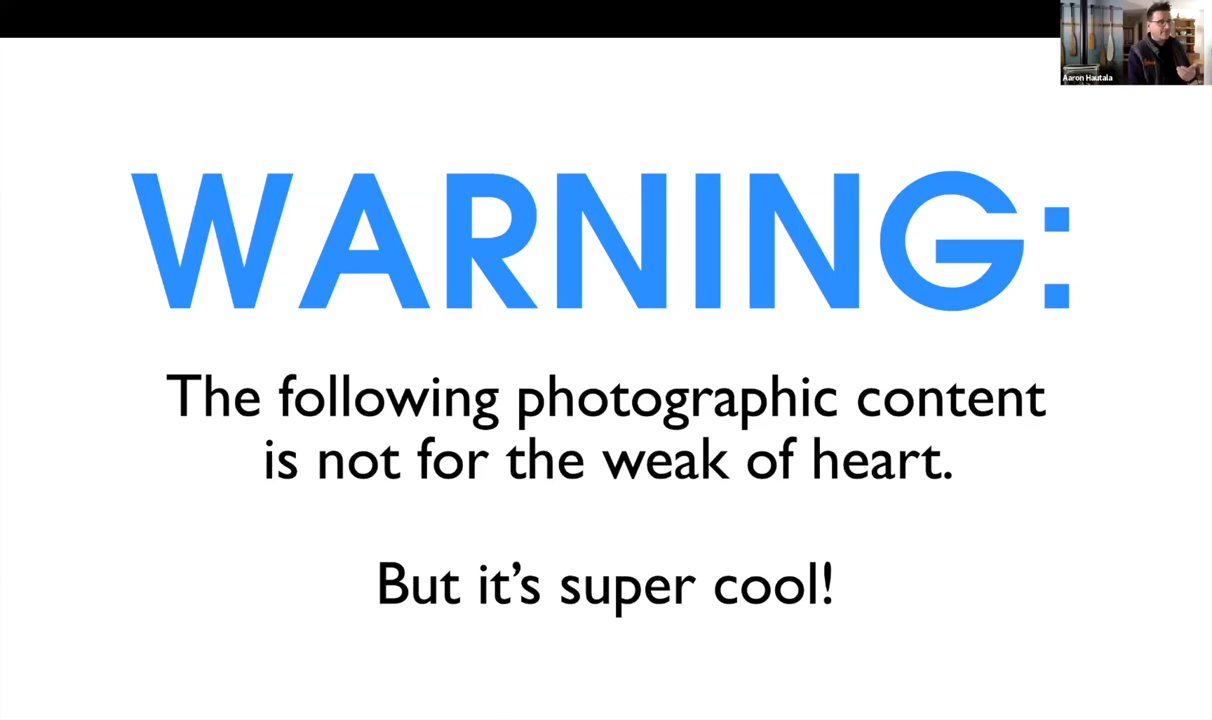 Aaron Hautala
WARNING:
The following photographic content
is not for the weak of heart.
But it's super cool!